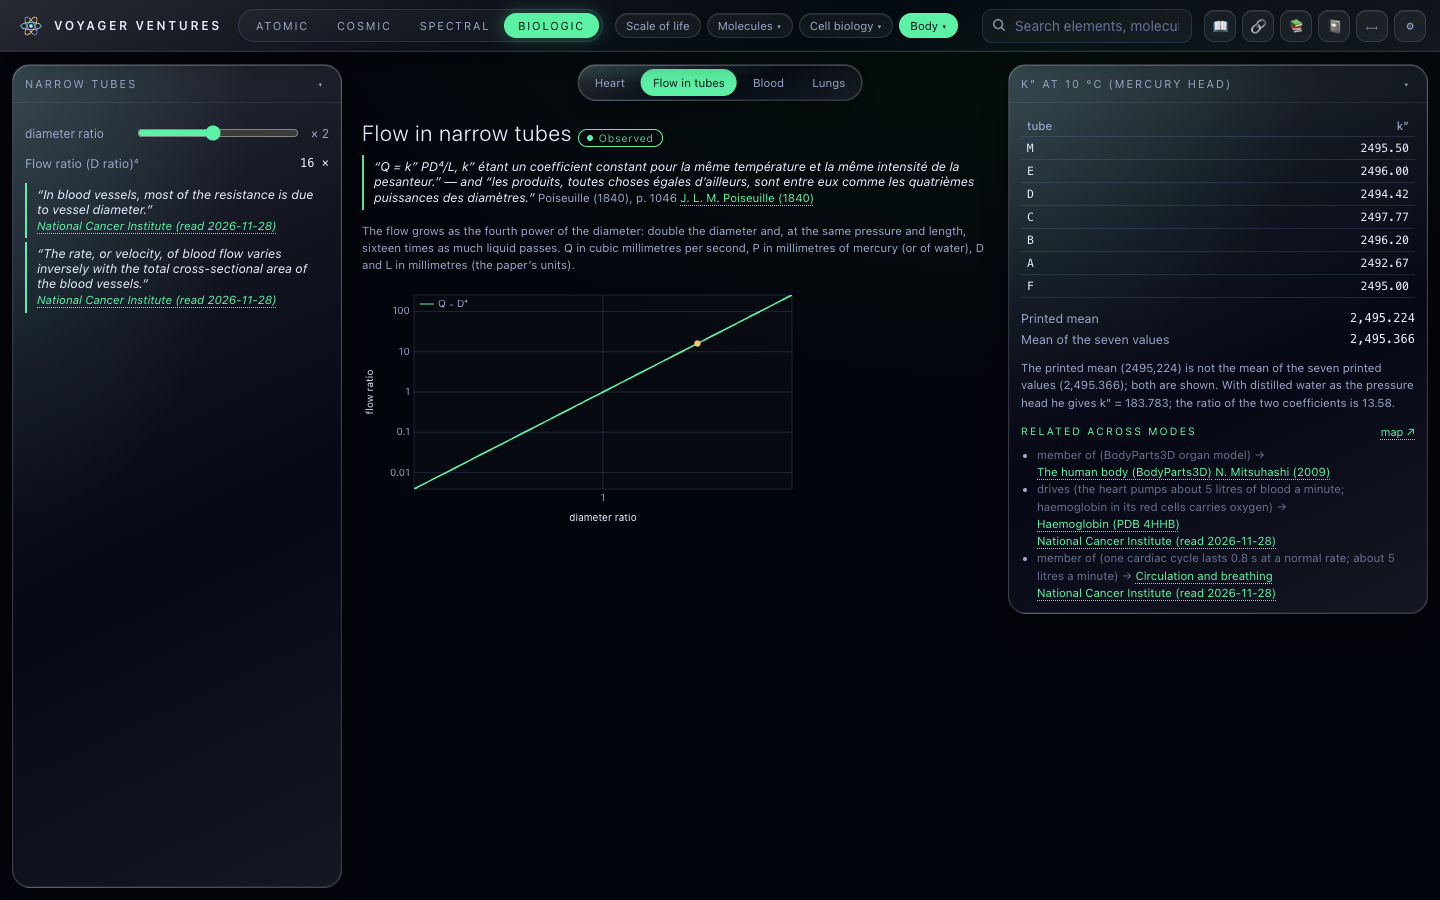 VOYAGER VENTURES
ATOMIC COSMIC SPECTRAL BIOLOGIC
Scale of life Molecules ▾ Cell biology ▾ Body ▾
Search elements, molecul
NARROW TUBES
diameter ratio × 2
Flow ratio (D ratio)⁴ 16 ×
“In blood vessels, most of the resistance is due
to vessel diameter.”
National Cancer Institute (read 2026-11-28)
“The rate, or velocity, of blood flow varies
inversely with the total cross-sectional area of
the blood vessels.”
National Cancer Institute (read 2026-11-28)
Heart Flow in tubes Blood Lungs
Flow in narrow tubes Observed
“Q = k″ PD⁴/L, k″ étant un coefficient constant pour la même température et la même intensité de la
pesanteur.” — and “les produits, toutes choses égales d’ailleurs, sont entre eux comme les quatrièmes
puissances des diamètres.” Poiseuille (1840), p. 1046 J. L. M. Poiseuille (1840)
The flow grows as the fourth power of the diameter: double the diameter and, at the same pressure and length,
sixteen times as much liquid passes. Q in cubic millimetres per second, P in millimetres of mercury (or of water), D
and L in millimetres (the paper’s units).
Q ∝ D⁴
100
10
1
0.1
0.01
flow ratio
1
diameter ratio
K″ AT 10 °C (MERCURY HEAD)
tube k″
M 2495.50
E 2496.00
D 2494.42
C 2497.77
B 2496.20
A 2492.67
F 2495.00
Printed mean 2,495.224
Mean of the seven values 2,495.366
The printed mean (2495,224) is not the mean of the seven printed
values (2,495.366); both are shown. With distilled water as the pressure
head he gives k″ = 183.783; the ratio of the two coefficients is 13.58.
RELATED ACROSS MODES map ↗
member of (BodyParts3D organ model) →
The human body (BodyParts3D) N. Mitsuhashi (2009)
drives (the heart pumps about 5 litres of blood a minute;
haemoglobin in its red cells carries oxygen) →
Haemoglobin (PDB 4HHB)
National Cancer Institute (read 2026-11-28)
member of (one cardiac cycle lasts 0.8 s at a normal rate; about 5
litres a minute) → Circulation and breathing
National Cancer Institute (read 2026-11-28)